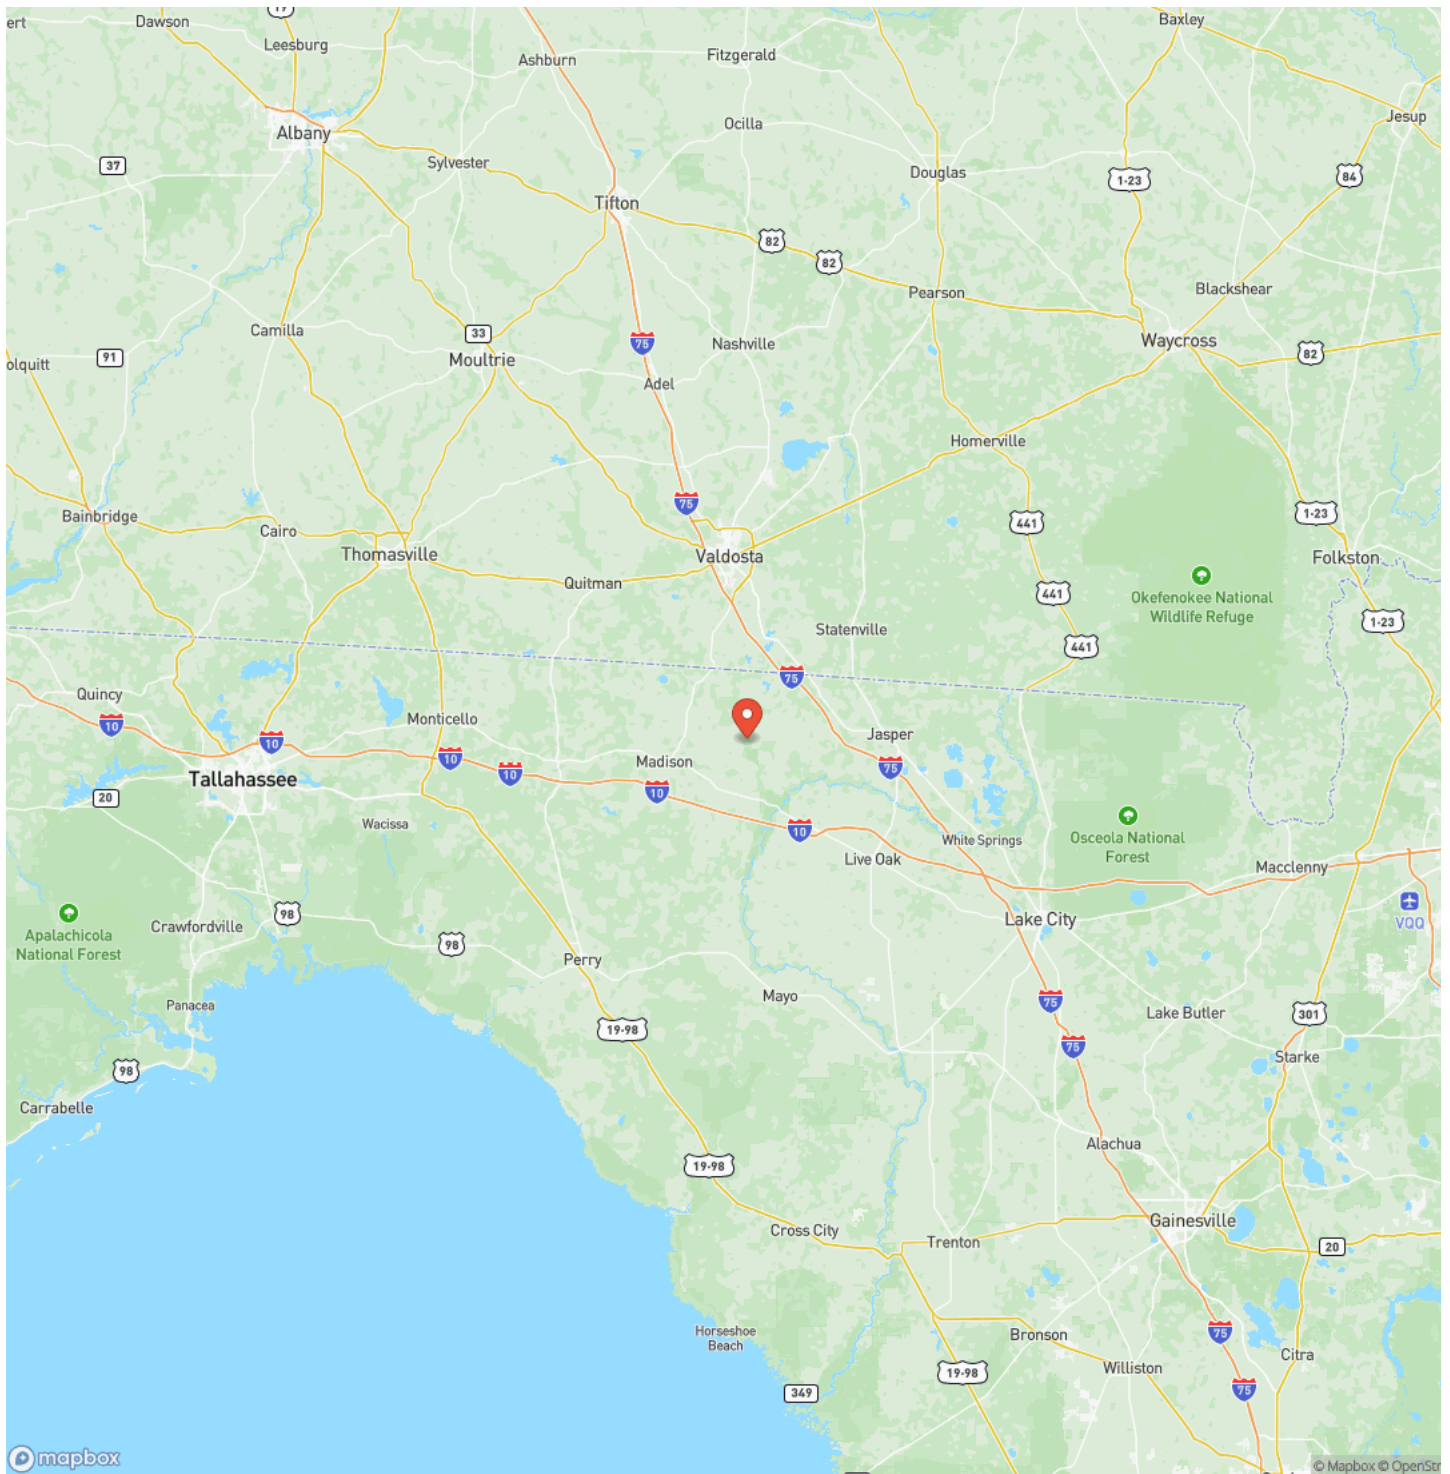 ert
Dawson
19
Leesburg
Ashburn
Fitzgerald
Baxley
Albany
Ocilla
Jesup
37
Sylvester
Douglas
1-23
84
Tifton
82
82
Pearson
Blackshear
Camilla
33
75
Nashville
Waycross
82
olquitt
91
Moultrie
Adel
Homerville
75
Bainbridge
Cairo
441
1-23
Thomasville
Valdosta
Folkston
Quitman
441
Okefenokee National
Wildlife Refuge
1-23
Statenville
441
75
Quincy
10
Monticello
10
Jasper
10
Madison
75
Tallahassee
10
10
20
Wacissa
10
White Springs
Osceola National
Forest
Live Oak
Macclenny
98
Apalachicola
National Forest
Crawfordville
98
Lake City
VQQ
Perry
Panacea
Mayo
75
Lake Butler
301
19-98
75
Starke
98
Carrabelle
Alachua
19-98
Gainesville
Cross City
Trenton
20
Horseshoe
Beach
Bronson
75
Citra
19-98
Williston
349
75
mapbox
© Mapbox © OpenStr